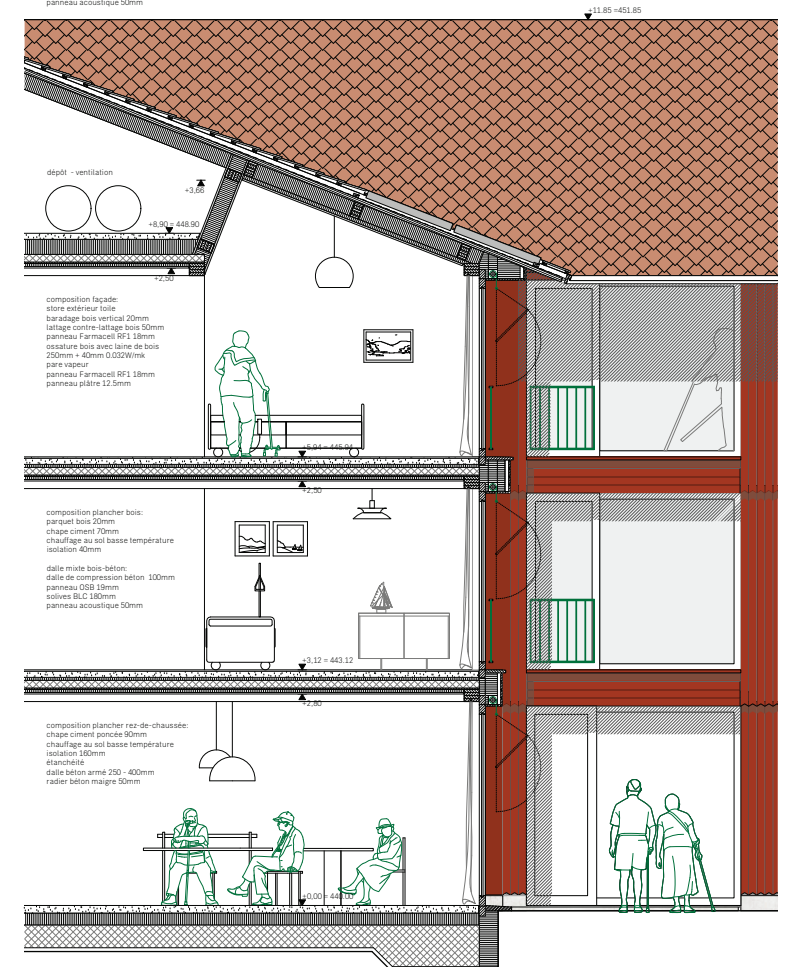 panneau acoustique 50mm
+11.85 =451.85
dépôt - ventilation
+3,66
+8,90 = 448.90
+2,50
composition façade:
store extérieur toile
baradage bois vertical 20mm
lattage contre-lattage bois 50mm
panneau Farmacell RF1 18mm
ossature bois avec laine de bois
250mm + 40mm 0.032W/mk
pare vapeur
panneau Farmacell RF1 18mm
panneau plâtre 12.5mm
+5,94 = 445.94
+2,50
composition plancher bois:
parquet bois 20mm
chape ciment 70mm
chauffage au sol basse température
isolation 40mm
dalle mixte bois-béton:
dalle de compression béton 100mm
panneau OSB 19mm
solives BLC 180mm
panneau acoustique 50mm
+3,12 = 443.12
+2,80
composition plancher rez-de-chaussée:
chape ciment poncée 90mm
chauffage au sol basse température
isolation 160mm
étanchéité
dalle béton armé 250 - 400mm
radier béton maigre 50mm
+0,00 = 440.00